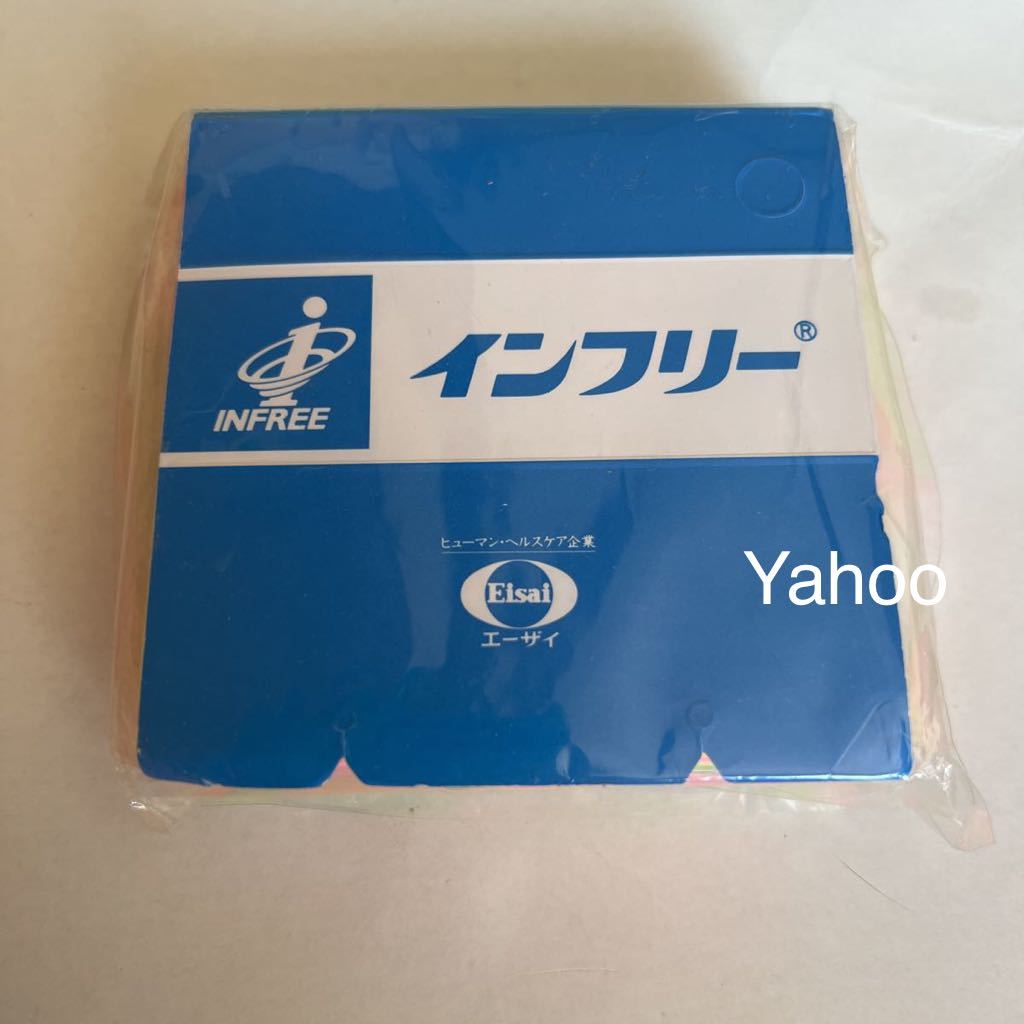 インフリー®
INFREE
ヒューマン・ヘルスケア企業
Eisai
エーザイ
Yahoo